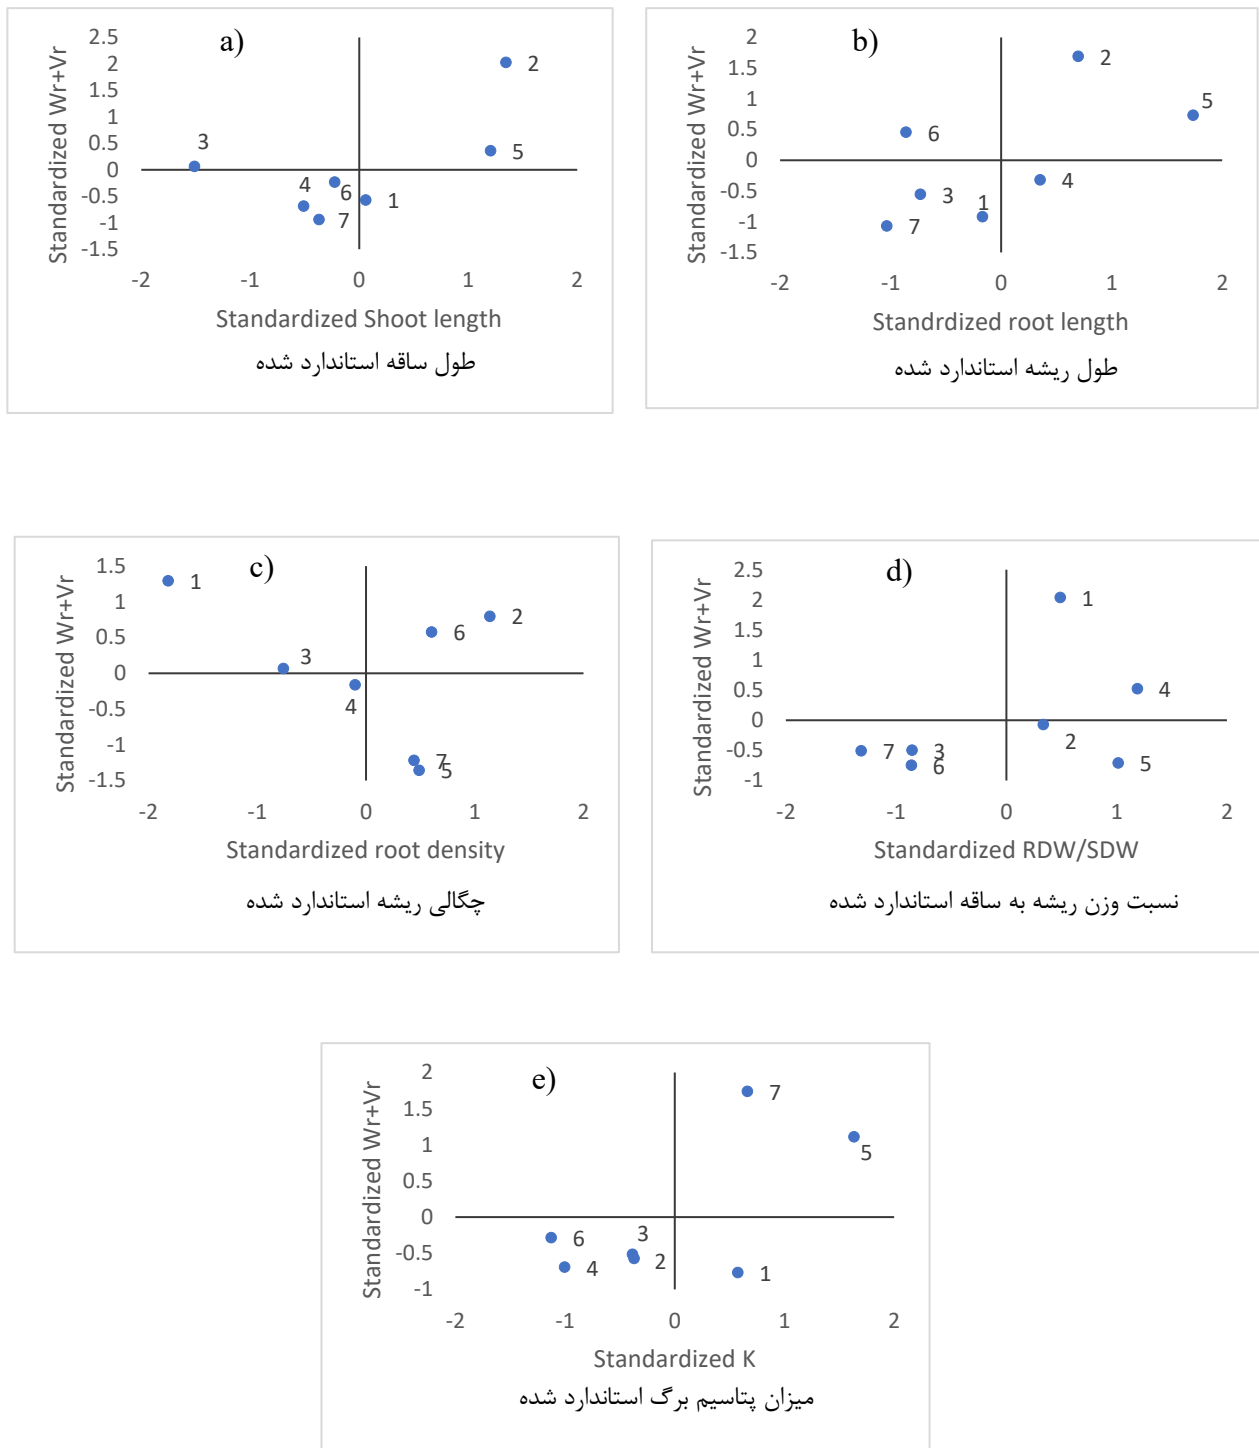 a)
Standardized Wr+Vr
2.5
2
1.5
1
0.5
0
-0.5
-1
-1.5
2
3
5
4
6
1
7
-2 -1 0 1 2
Standardized Shoot length
طول ساقه استاندارد شده
b)
Standardized Wr+Vr
2
1.5
1
0.5
0
-0.5
-1
-1.5
2
5
6
4
3
1
7
-2 -1 0 1 2
Standrdized root length
طول ریشه استاندارد شده
c)
Standardized Wr+Vr
1.5
1
0.5
0
-0.5
-1
-1.5
1
2
6
3
4
7
5
-2 -1 0 1 2
Standardized root density
چگالی ریشه استاندارد شده
d)
Standardized Wr+Vr
2.5
2
1.5
1
0.5
0
-0.5
-1
1
4
2
7
3
6
5
-2 -1 0 1 2
Standardized RDW/SDW
نسبت وزن ریشه به ساقه استاندارد شده
e)
Standardized Wr+Vr
2
1.5
1
0.5
0
-0.5
-1
7
5
6
3
4
2
1
-2 -1 0 1 2
Standardized K
میزان پتاسیم برگ استاندارد شده